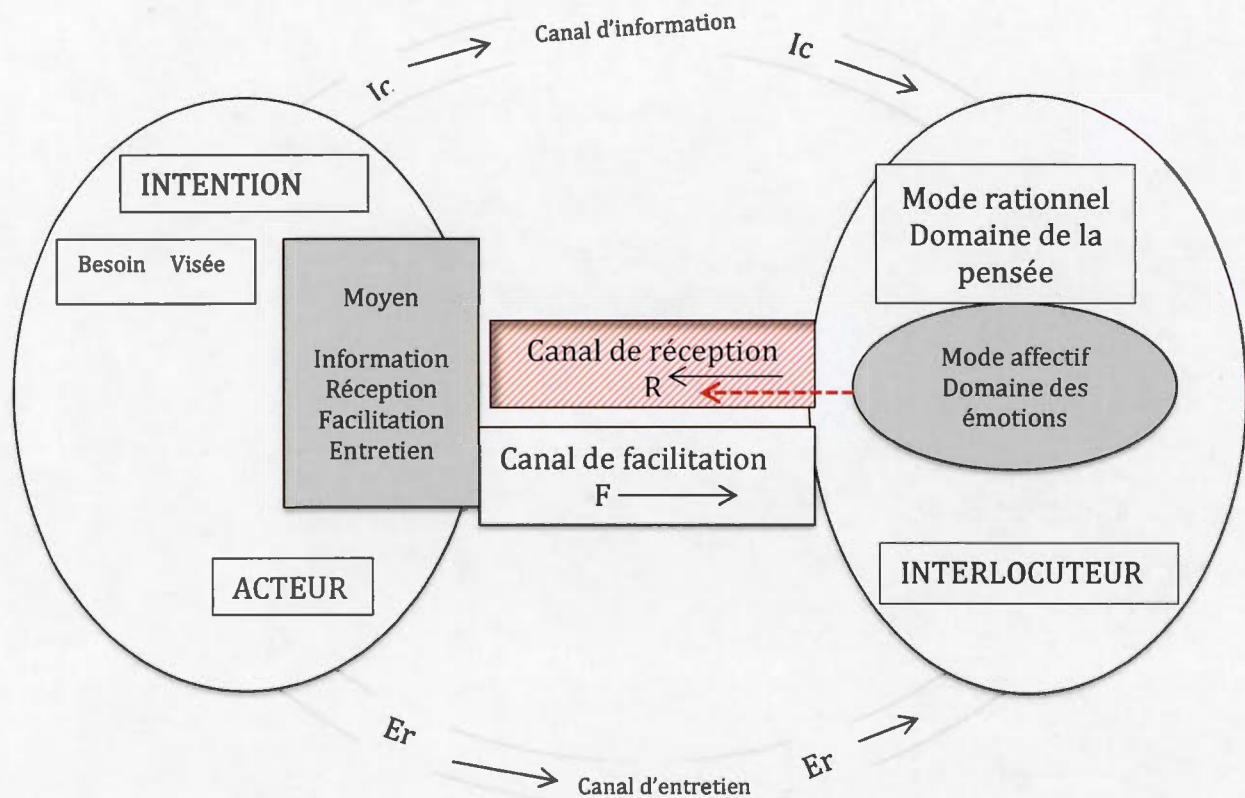 Canal d'information
Ic
Ic
INTENTION
Besoin Visée
Moyen
Information
Réception
Facilitation
Entretien
ACTEUR
Canal de réception
R
Canal de facilitation
F
Mode rationnel
Domaine de la
pensée
Mode affectif
Domaine des
émotions
INTERLOCUTEUR
Er
Er
Canal d'entretien